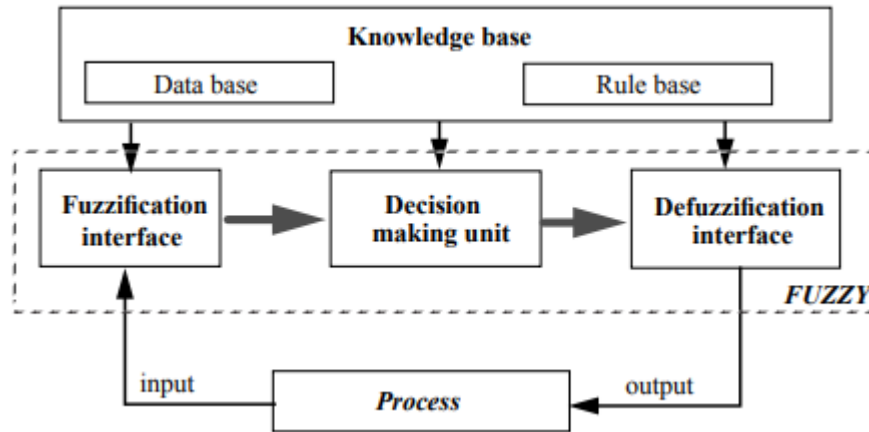 Knowledge base
Data base
Rule base
Fuzzification
interface
Decision
making unit
Defuzzification
interface
FUZZY
input
Process
output